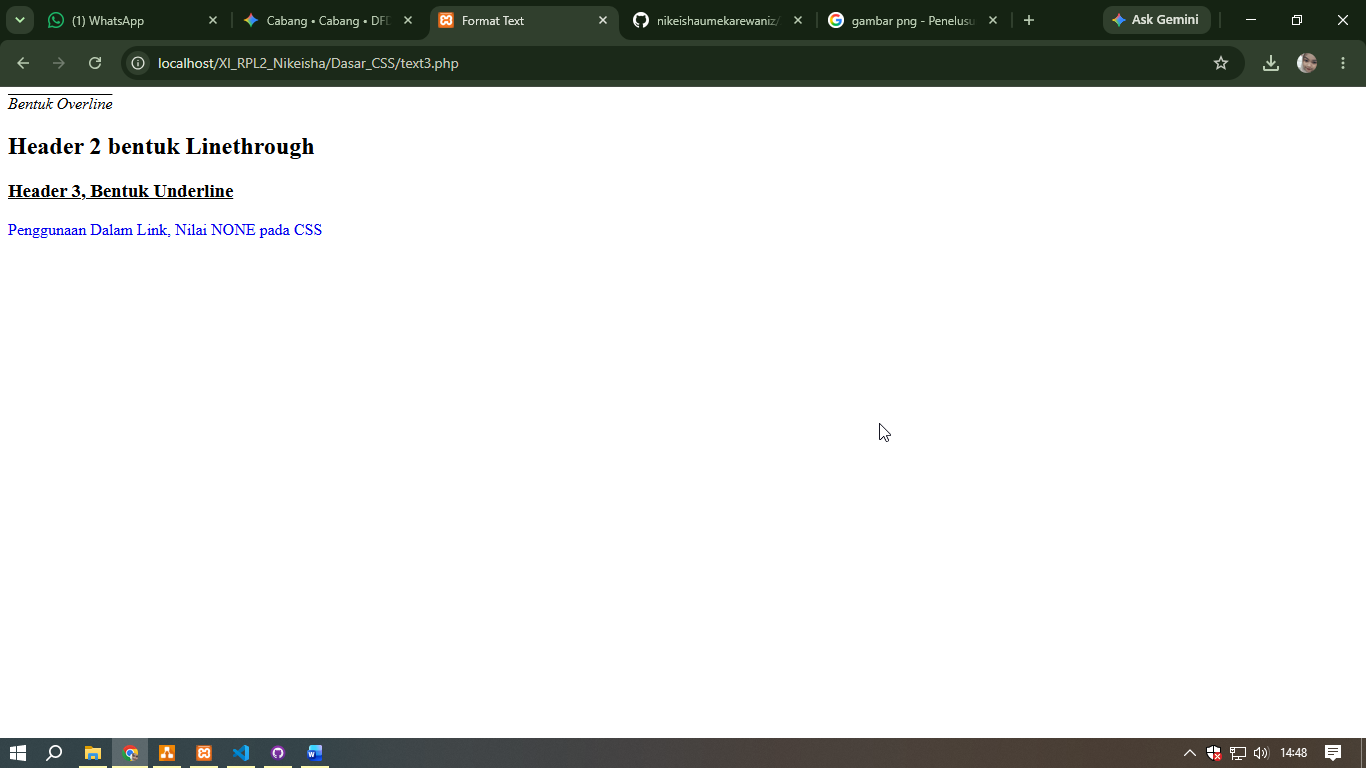 (1) WhatsApp
Cabang • Cabang • DFD
Format Text
nikeishaumekarewaniz/
gambar png - Penelusu
Ask Gemini
localhost/XI_RPL2_Nikeisha/Dasar_CSS/text3.php
Bentuk Overline
Header 2 bentuk Linethrough
Header 3, Bentuk Underline
Penggunaan Dalam Link, Nilai NONE pada CSS
14:48